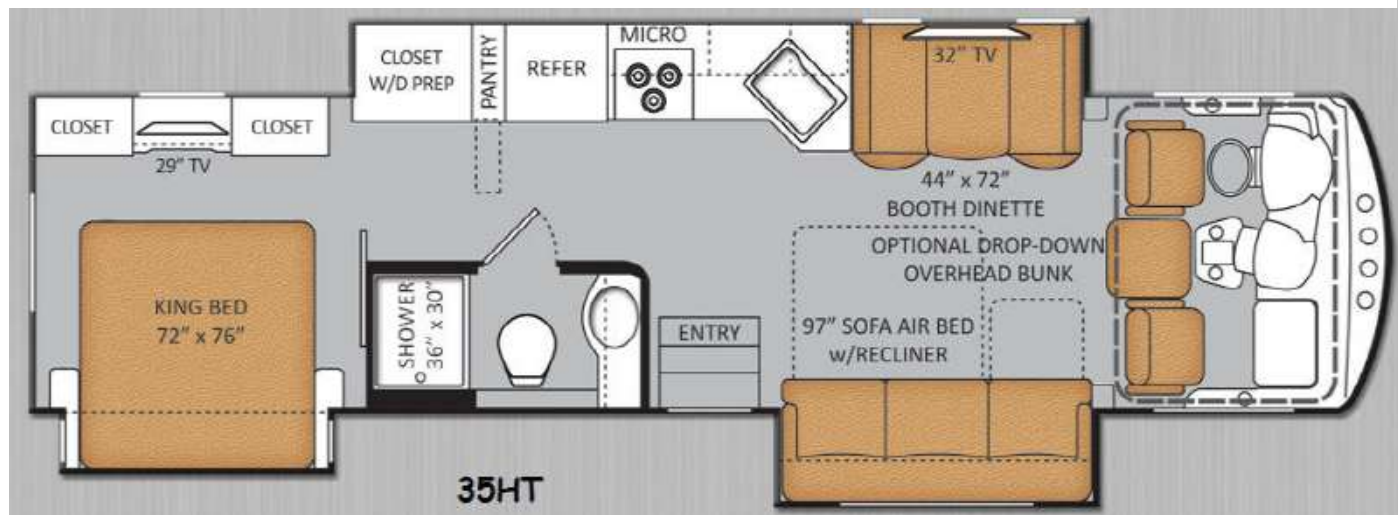 CLOSET
29" TV
CLOSET
CLOSET
W/D PREP
PANTRY
REFER
MICRO
32" TV
44" x 72"
BOOTH DINETTE
OPTIONAL DROP-DOWN
OVERHEAD BUNK
KING BED
72" x 76"
SHOWER
36" x 30"
ENTRY
97" SOFA AIR BED
w/RECLINER
35HT